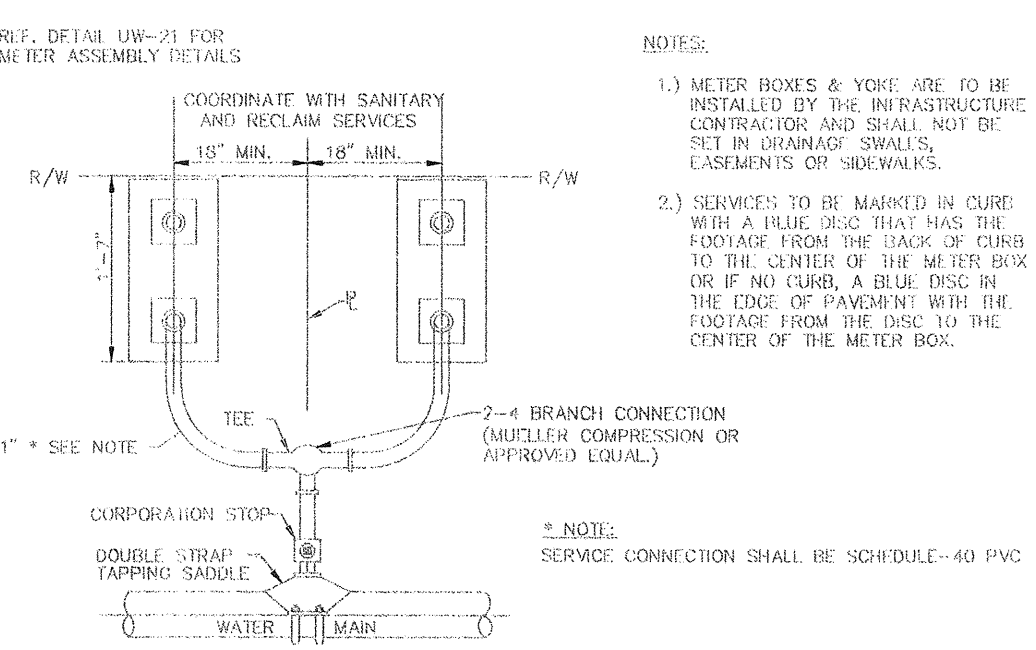 REF. DETAIL UW-21 FOR
METER ASSEMBLY DETAILS
COORDINATE WITH SANITARY
AND RECLAIM SERVICES
18" MIN.
18" MIN.
R/W
R/W
1'-7"
PL
TEE
2-4 BRANCH CONNECTION
(MUELLER COMPRESSION OR
APPROVED EQUAL.)
1" * SEE NOTE
CORPORATION STOP
DOUBLE STRAP
TAPPING SADDLE
WATER MAIN
NOTES:
1.) METER BOXES & YOKE ARE TO BE
INSTALLED BY THE INFRASTRUCTURE
CONTRACTOR AND SHALL NOT BE
SET IN DRAINAGE SWALES,
EASEMENTS OR SIDEWALKS.
2.) SERVICES TO BE MARKED IN CURB
WITH A BLUE DISC THAT HAS THE
FOOTAGE FROM THE BACK OF CURB
TO THE CENTER OF THE METER BOX
OR IF NO CURB, A BLUE DISC IN
THE EDGE OF PAVEMENT WITH THE
FOOTAGE FROM THE DISC TO THE
CENTER OF THE METER BOX.
* NOTE:
SERVICE CONNECTION SHALL BE SCHEDULE-40 PVC